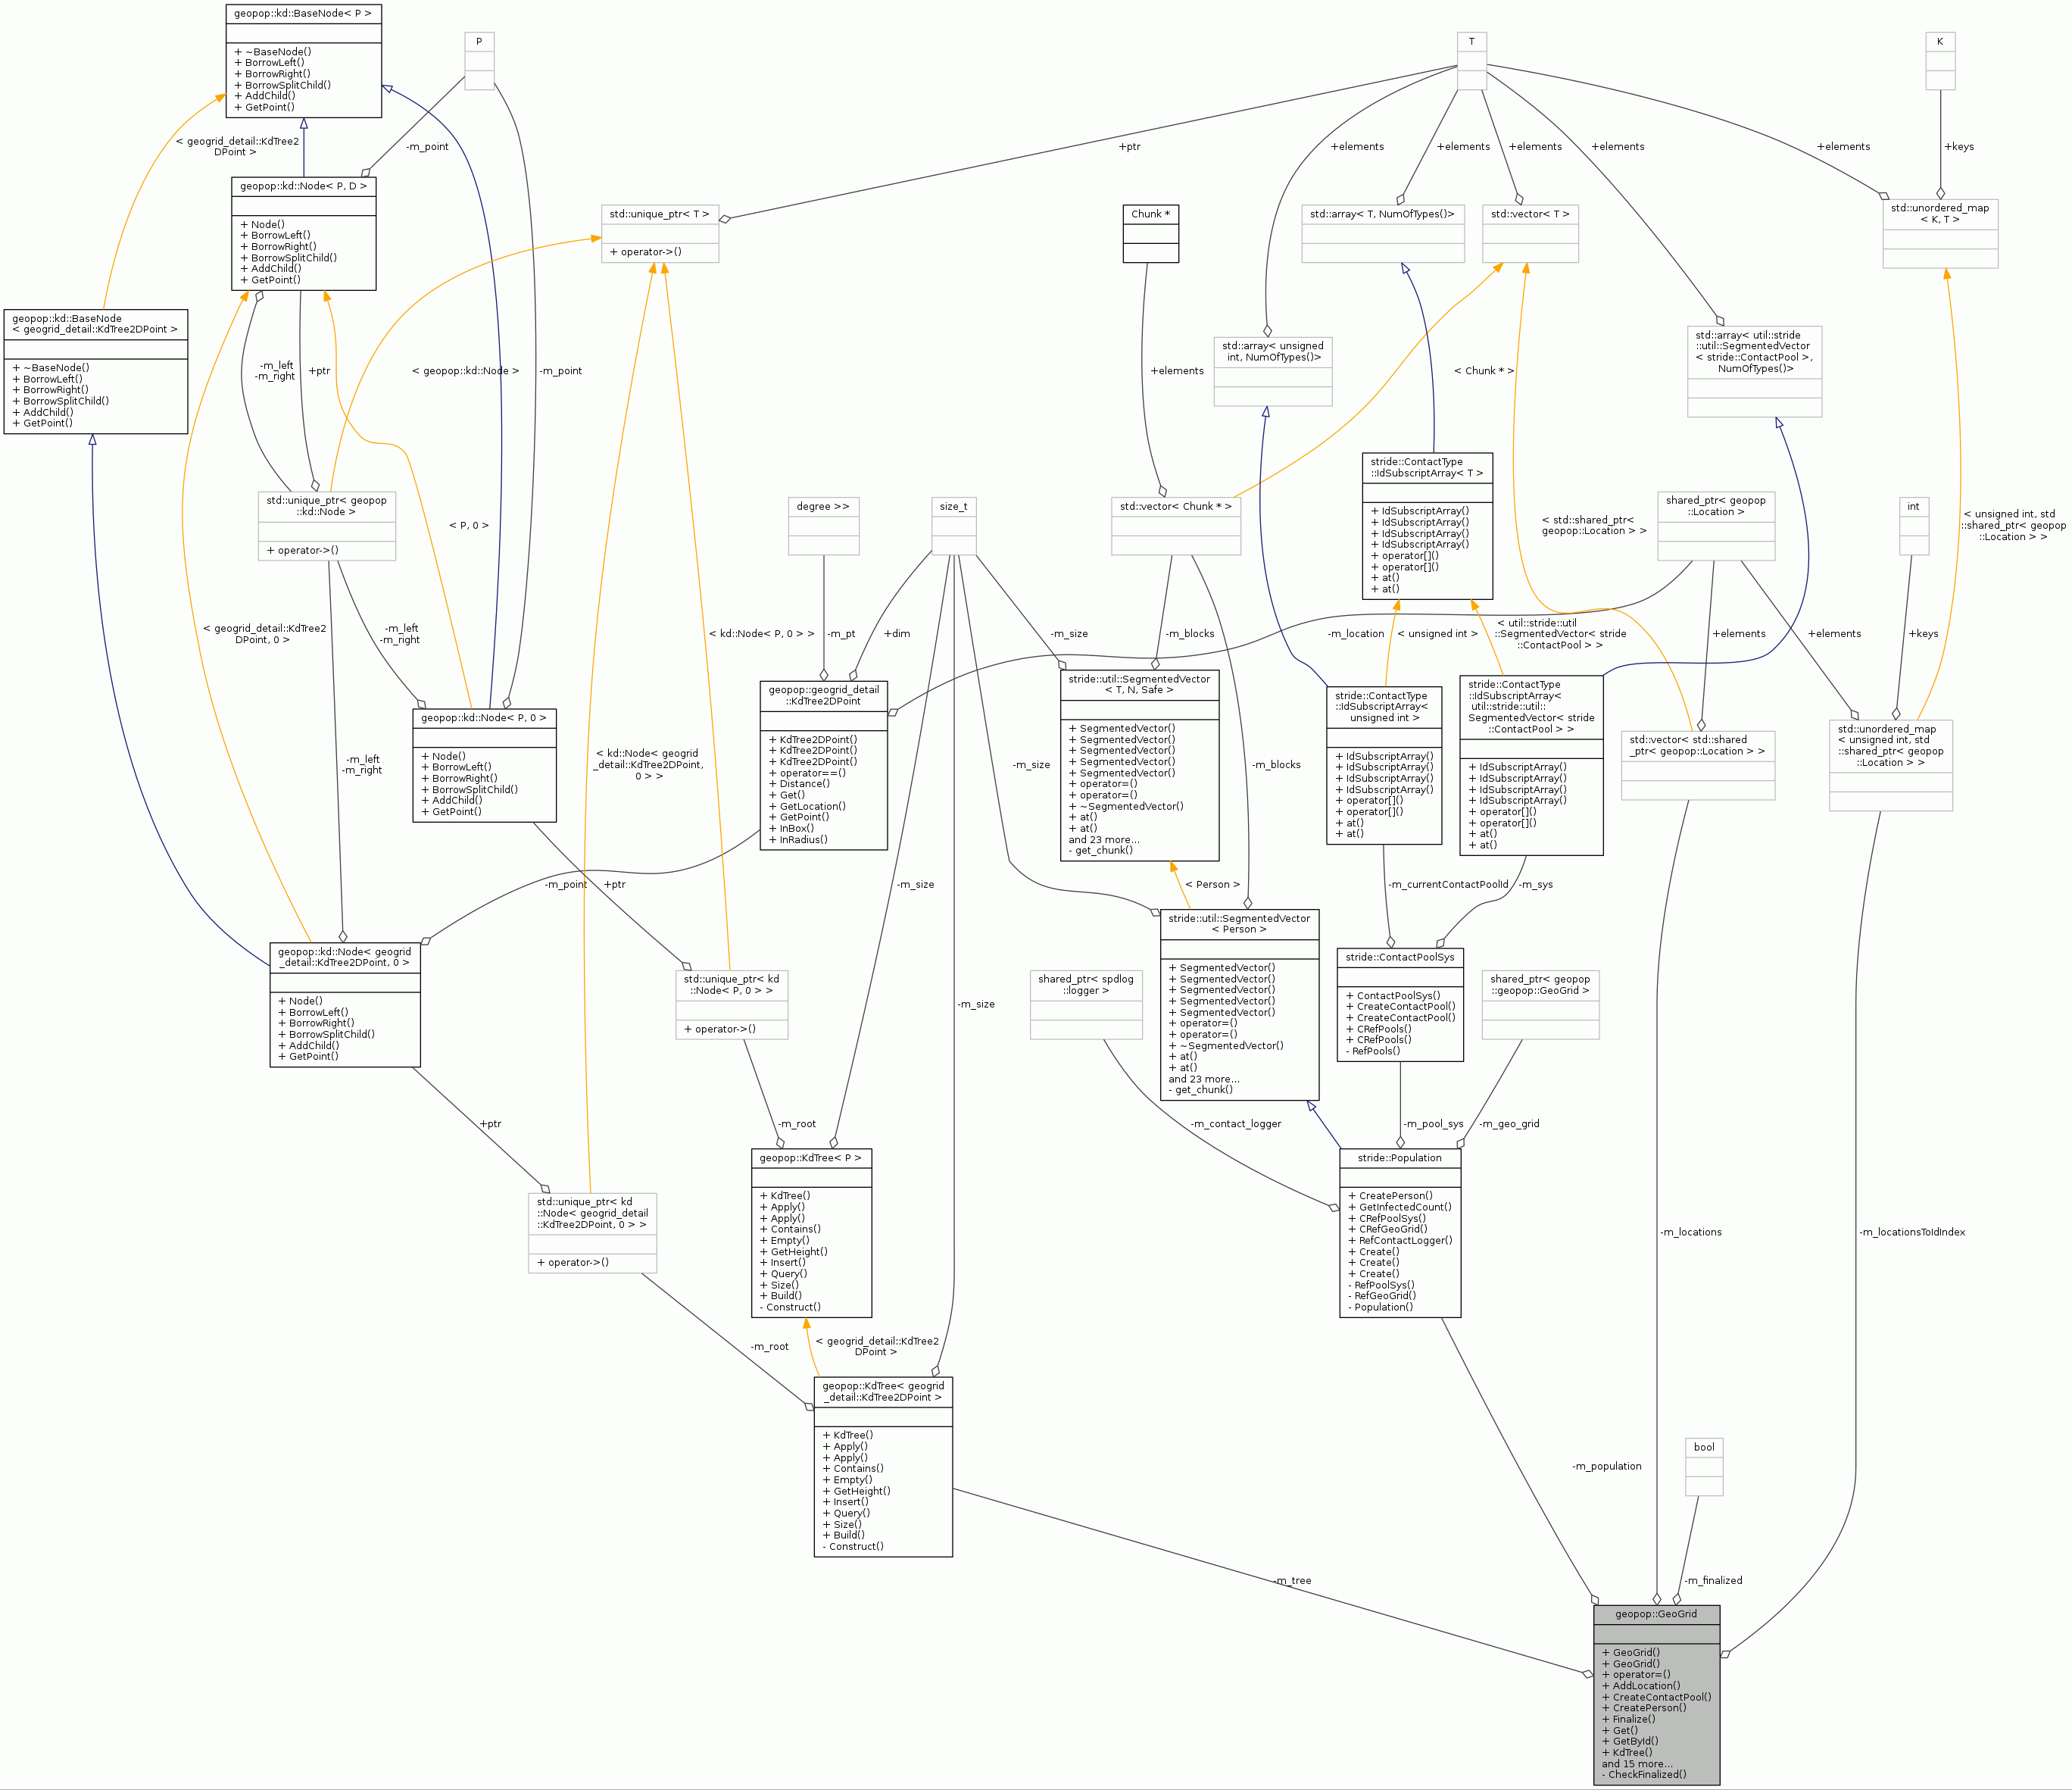 geopop::kd::BaseNode< P >
+ ~BaseNode()
+ BorrowLeft()
+ BorrowRight()
+ BorrowSplitChild()
+ AddChild()
+ GetPoint()
P
T
K
< geogrid_detail::KdTree2
DPoint >
-m_point
+ptr
+elements
+elements
+elements
+elements
+elements
+keys
geopop::kd::Node< P, D >
+ Node()
+ BorrowLeft()
+ BorrowRight()
+ BorrowSplitChild()
+ AddChild()
+ GetPoint()
std::unique_ptr< T >
+ operator->()
Chunk *
std::array< T, NumOfTypes()>
std::vector< T >
std::unordered_map
< K, T >
geopop::kd::BaseNode
< geogrid_detail::KdTree2DPoint >
+ ~BaseNode()
+ BorrowLeft()
+ BorrowRight()
+ BorrowSplitChild()
+ AddChild()
+ GetPoint()
-m_left
-m_right
+ptr
< geopop::kd::Node >
-m_point
+elements
std::array< unsigned
int, NumOfTypes()>
< Chunk * >
std::array< util::stride
::util::SegmentedVector
< stride::ContactPool >,
NumOfTypes()>
std::unique_ptr< geopop
::kd::Node >
+ operator->()
< P, 0 >
degree >>
size_t
std::vector< Chunk * >
stride::ContactType
::IdSubscriptArray< T >
+ IdSubscriptArray()
+ IdSubscriptArray()
+ IdSubscriptArray()
+ IdSubscriptArray()
+ operator[]()
+ operator[]()
+ at()
+ at()
< std::shared_ptr<
geopop::Location > >
shared_ptr< geopop
::Location >
int
< unsigned int, std
::shared_ptr< geopop
::Location > >
< geogrid_detail::KdTree2
DPoint, 0 >
-m_left
-m_right
< kd::Node< P, 0 > >
-m_pt
+dim
-m_size
-m_blocks
-m_location
< unsigned int >
< util::stride::util
::SegmentedVector< stride
::ContactPool > >
+elements
+elements
+keys
geopop::kd::Node< P, 0 >
+ Node()
+ BorrowLeft()
+ BorrowRight()
+ BorrowSplitChild()
+ AddChild()
+ GetPoint()
geopop::geogrid_detail
::KdTree2DPoint
+ KdTree2DPoint()
+ KdTree2DPoint()
+ KdTree2DPoint()
+ operator==()
+ Distance()
+ Get()
+ GetLocation()
+ GetPoint()
+ InBox()
+ InRadius()
stride::util::SegmentedVector
< T, N, Safe >
+ SegmentedVector()
+ SegmentedVector()
+ SegmentedVector()
+ SegmentedVector()
+ SegmentedVector()
+ operator=()
+ operator=()
+ ~SegmentedVector()
+ at()
+ at()
and 23 more...
- get_chunk()
stride::ContactType
::IdSubscriptArray<
unsigned int >
+ IdSubscriptArray()
+ IdSubscriptArray()
+ IdSubscriptArray()
+ IdSubscriptArray()
+ operator[]()
+ operator[]()
+ at()
+ at()
stride::ContactType
::IdSubscriptArray<
util::stride::util::
SegmentedVector< stride
::ContactPool > >
+ IdSubscriptArray()
+ IdSubscriptArray()
+ IdSubscriptArray()
+ IdSubscriptArray()
+ operator[]()
+ operator[]()
+ at()
+ at()
std::vector< std::shared
_ptr< geopop::Location > >
std::unordered_map
< unsigned int, std
::shared_ptr< geopop
::Location > >
-m_left
-m_right
< kd::Node< geogrid
_detail::KdTree2DPoint,
0 > >
-m_size
-m_blocks
-m_point
+ptr
-m_size
< Person >
-m_currentContactPoolId
-m_sys
geopop::kd::Node< geogrid
_detail::KdTree2DPoint, 0 >
+ Node()
+ BorrowLeft()
+ BorrowRight()
+ BorrowSplitChild()
+ AddChild()
+ GetPoint()
std::unique_ptr< kd
::Node< P, 0 > >
+ operator->()
-m_size
shared_ptr< spdlog
::logger >
stride::util::SegmentedVector
< Person >
+ SegmentedVector()
+ SegmentedVector()
+ SegmentedVector()
+ SegmentedVector()
+ SegmentedVector()
+ operator=()
+ operator=()
+ ~SegmentedVector()
+ at()
+ at()
and 23 more...
- get_chunk()
stride::ContactPoolSys
+ ContactPoolSys()
+ CreateContactPool()
+ CreateContactPool()
+ CRefPools()
+ CRefPools()
- RefPools()
shared_ptr< geopop
::geopop::GeoGrid >
+ptr
-m_root
-m_contact_logger
-m_pool_sys
-m_geo_grid
std::unique_ptr< kd
::Node< geogrid_detail
::KdTree2DPoint, 0 > >
+ operator->()
geopop::KdTree< P >
+ KdTree()
+ Apply()
+ Apply()
+ Contains()
+ Empty()
+ GetHeight()
+ Insert()
+ Query()
+ Size()
+ Build()
- Construct()
stride::Population
+ CreatePerson()
+ GetInfectedCount()
+ CRefPoolSys()
+ CRefGeoGrid()
+ RefContactLogger()
+ Create()
+ Create()
+ Create()
- RefPoolSys()
- RefGeoGrid()
- Population()
-m_locations
-m_locationsToIdIndex
-m_root
< geogrid_detail::KdTree2
DPoint >
geopop::KdTree< geogrid
_detail::KdTree2DPoint >
+ KdTree()
+ Apply()
+ Apply()
+ Contains()
+ Empty()
+ GetHeight()
+ Insert()
+ Query()
+ Size()
+ Build()
- Construct()
-m_population
bool
-m_tree
-m_finalized
geopop::GeoGrid
+ GeoGrid()
+ GeoGrid()
+ operator=()
+ AddLocation()
+ CreateContactPool()
+ CreatePerson()
+ Finalize()
+ Get()
+ GetById()
+ KdTree()
and 15 more...
- CheckFinalized()